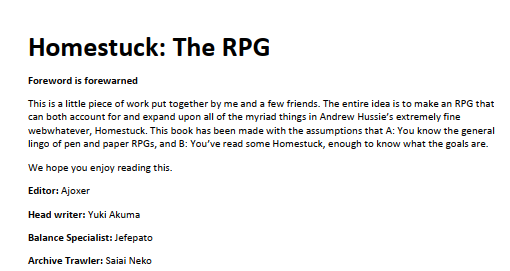 Homestuck: The RPG
Foreword is forewarned
This is a little piece of work put together by me and a few friends. The entire idea is to make an RPG that
can both account for and expand upon all of the myriad things in Andrew Hussie's extremely fine
webwhatever, Homestuck. This book has been made with the assumptions that A: You know the general
lingo of pen and paper RPGs, and B: You've read some Homestuck, enough to know what the goals are.
We hope you enjoy reading this.
Editor: Ajoxer
Head writer: Yuki Akuma
Balance Specialist: Jefepato
Archive Trawler: Saiai Neko